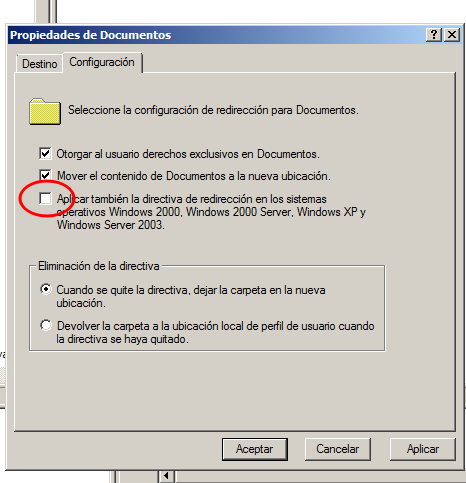 Propiedades de Documentos
Destino
Configuración
Seleccione la configuración de redirección para Documentos.
Otorgar al usuario derechos exclusivos en Documentos.
Mover el contenido de Documentos a la nueva ubicación.
Aplicar también la directiva de redirección en los sistemas
operativos Windows 2000, Windows 2000 Server, Windows XP y
Windows Server 2003.
Eliminación de la directiva
Cuando se quite la directiva, dejar la carpeta en la nueva
ubicación.
Devolver la carpeta a la ubicación local de perfil de usuario cuando
la directiva se haya quitado.
Aceptar
Cancelar
Aplicar